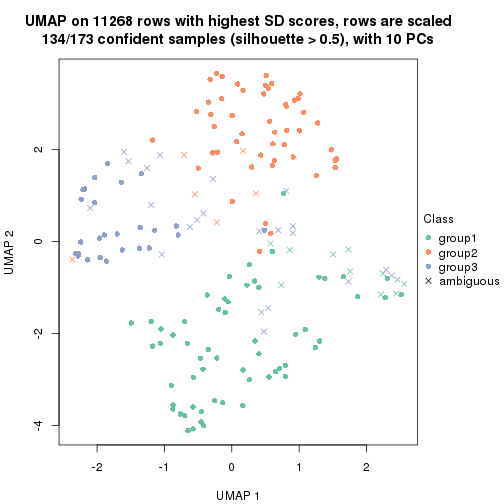 UMAP on 11268 rows with highest SD scores, rows are scaled
134/173 confident samples (silhouette > 0.5), with 10 PCs
UMAP 2
2
0
-2
-4
-2
-1
0
1
2
UMAP 1
Class
group1
group2
group3
ambiguous